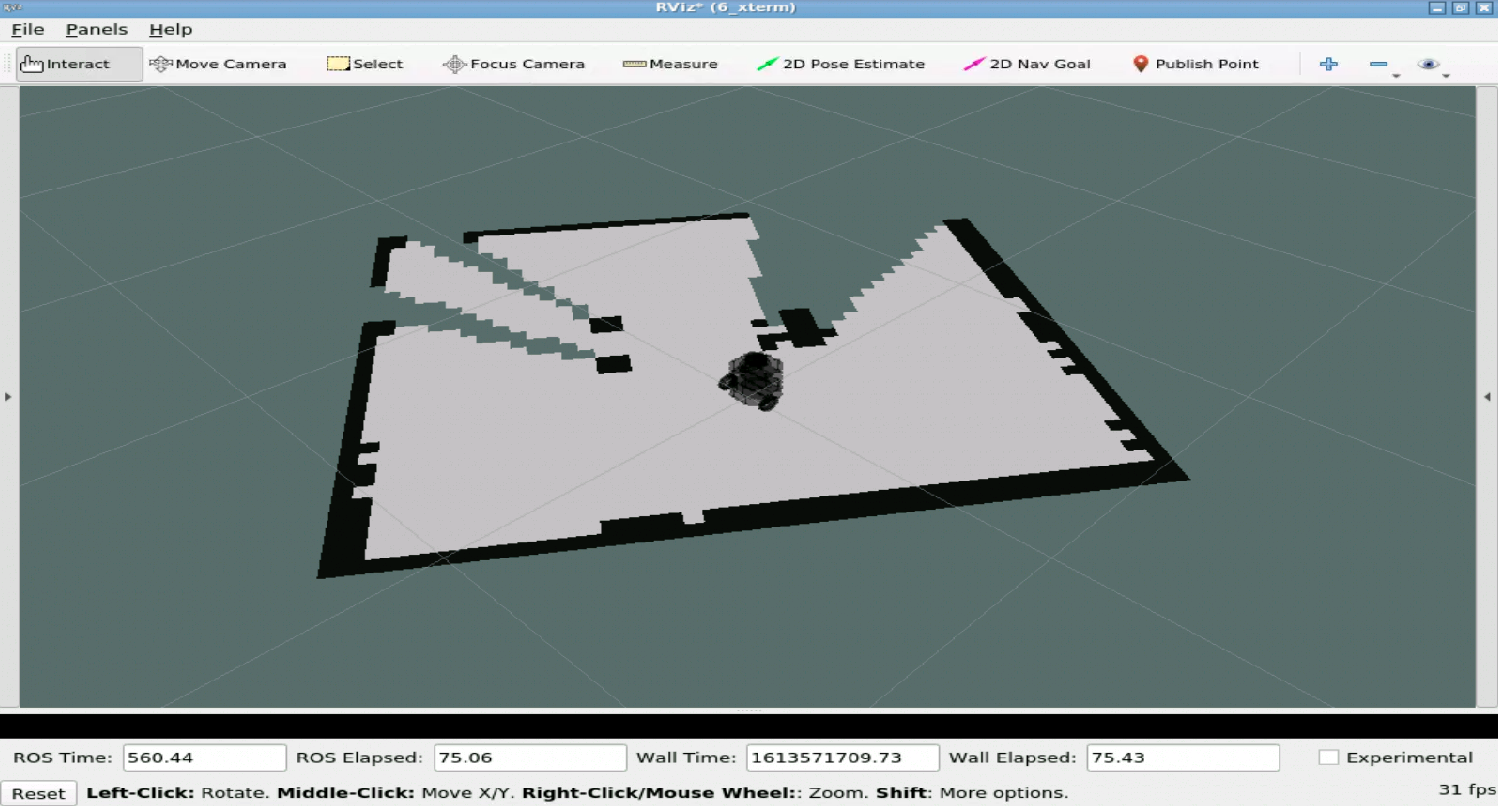 RViz* (6_xterm)
File Panels Help
Interact Move Camera Select Focus Camera Measure 2D Pose Estimate 2D Nav Goal Publish Point
ROS Time: 560.44 ROS Elapsed: 75.06 Wall Time: 1613571709.73 Wall Elapsed: 75.43 Experimental
Reset Left-Click: Rotate. Middle-Click: Move X/Y. Right-Click/Mouse Wheel:: Zoom. Shift: More options. 31 fps